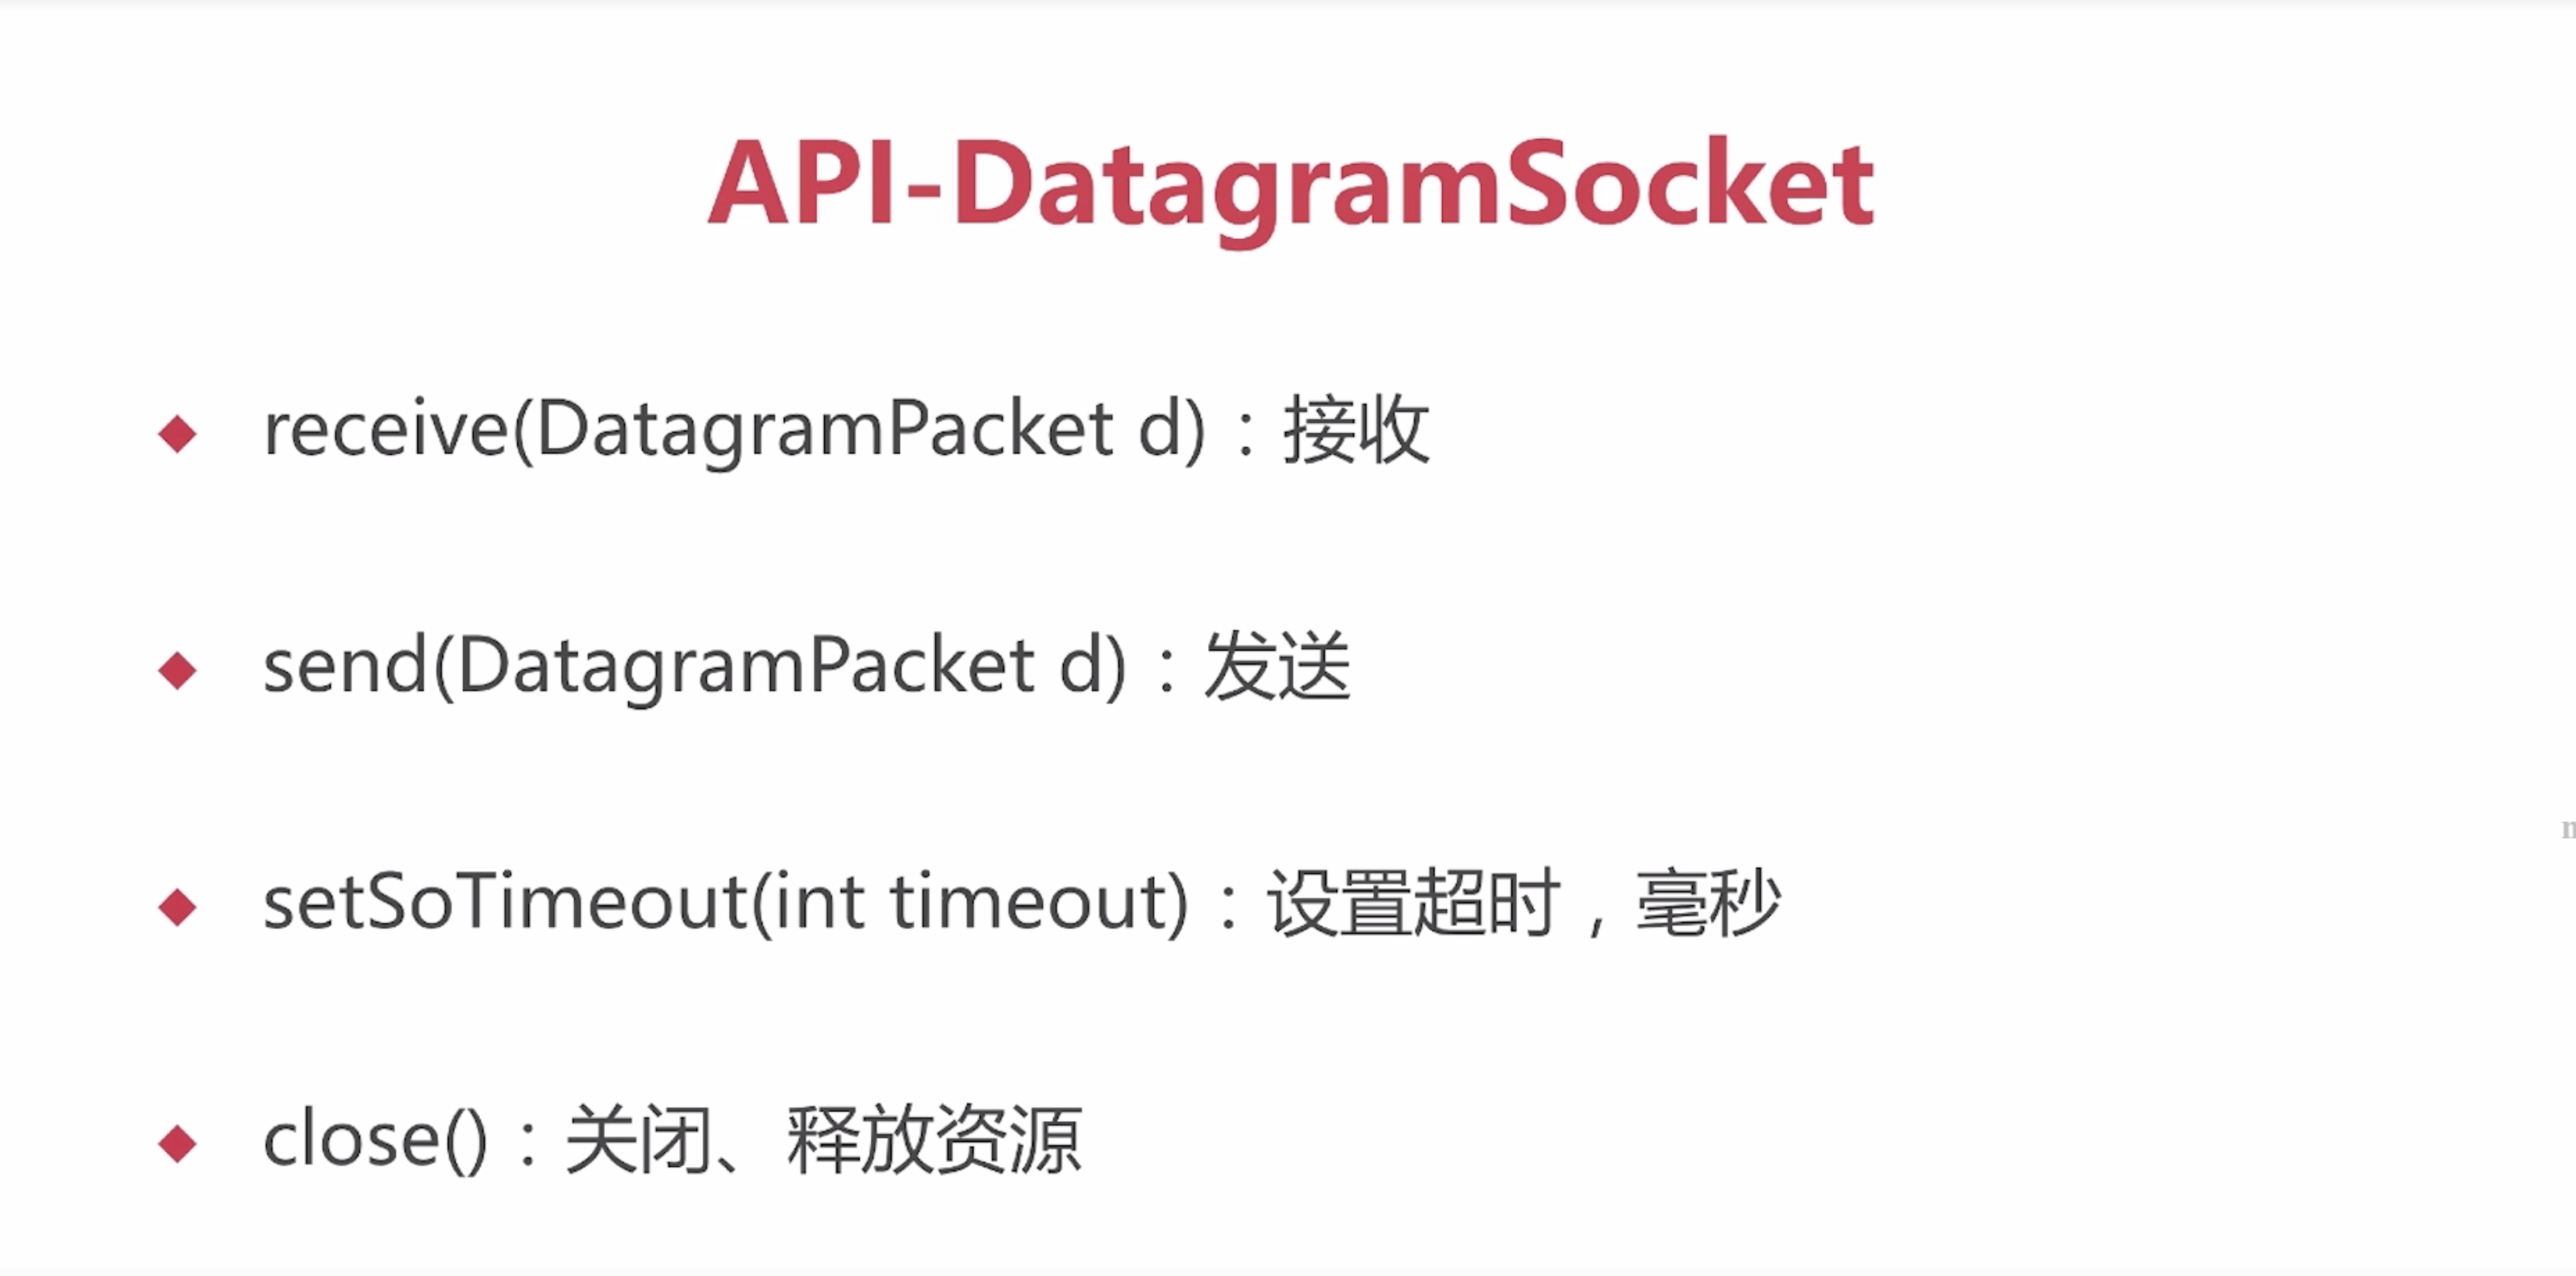 API-DatagramSocket
receive(DatagramPacket d)：接收
send(DatagramPacket d)：发送
setSoTimeout(int timeout)：设置超时，毫秒
close()：关闭、释放资源